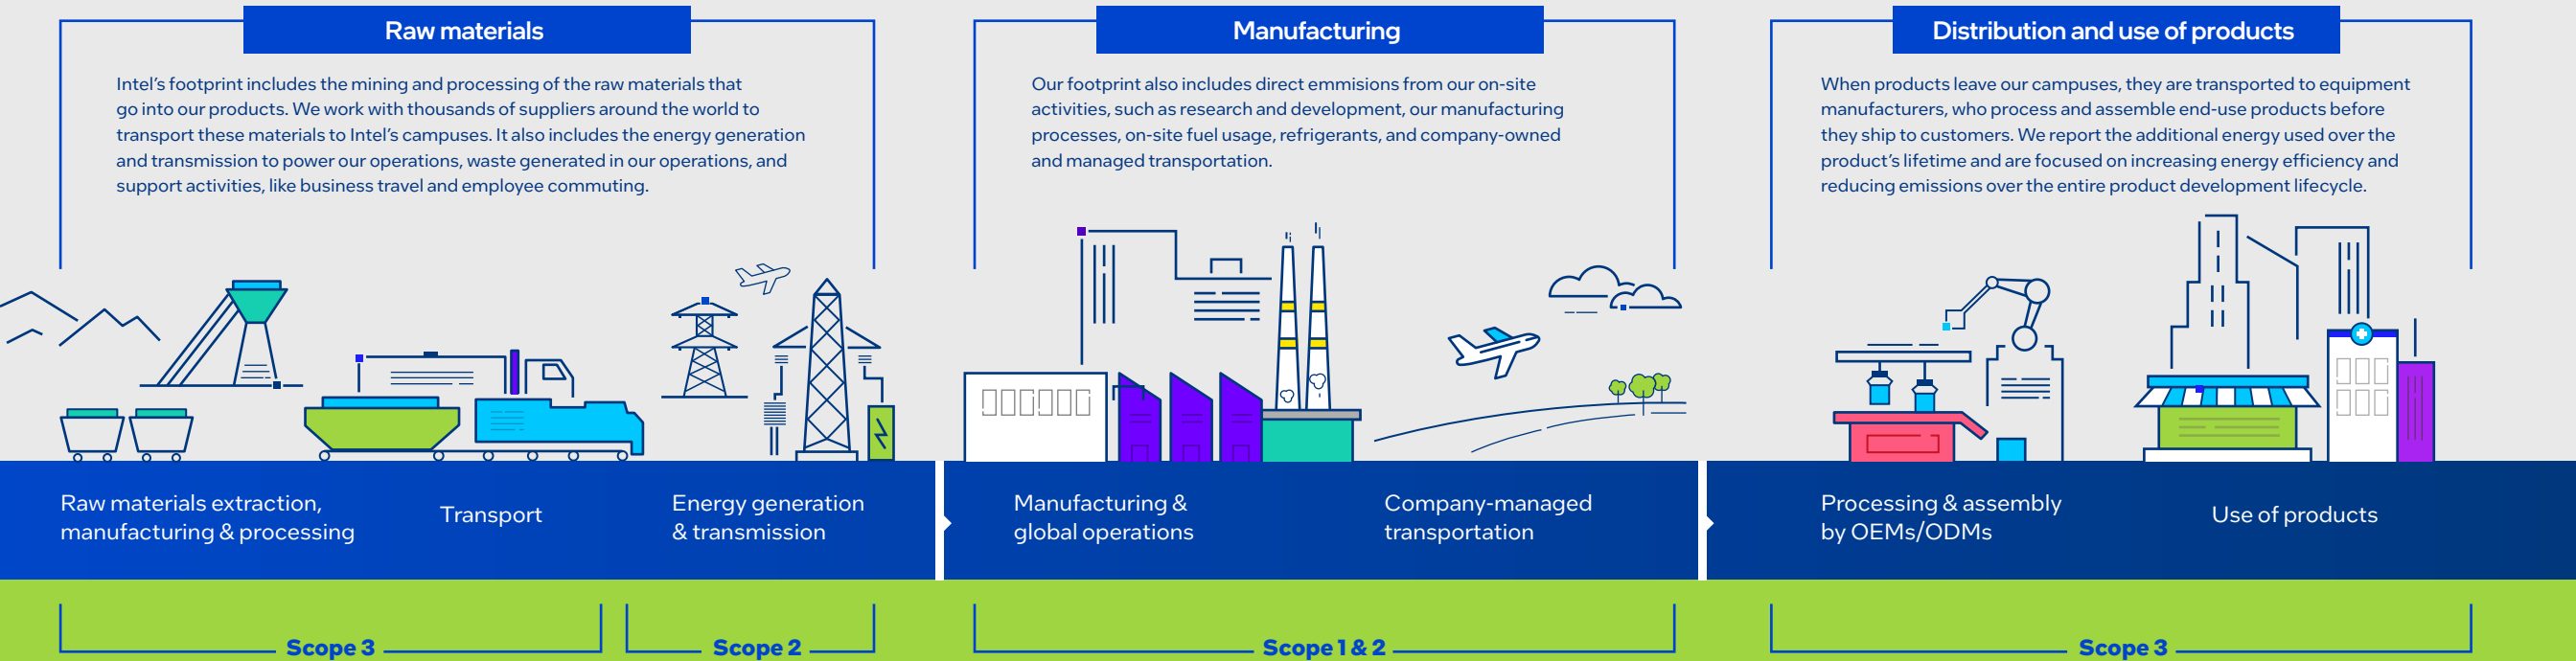 Raw materials
Intel’s footprint includes the mining and processing of the raw materials that
go into our products. We work with thousands of suppliers around the world to
transport these materials to Intel’s campuses. It also includes the energy generation
and transmission to power our operations, waste generated in our operations, and
support activities, like business travel and employee commuting.
Raw materials extraction,
manufacturing & processing
Transport
Energy generation
& transmission
Scope 3
Scope 2
Manufacturing
Our footprint also includes direct emmisions from our on-site
activities, such as research and development, our manufacturing
processes, on-site fuel usage, refrigerants, and company-owned
and managed transportation.
Manufacturing &
global operations
Company-managed
transportation
Scope 1 & 2
Distribution and use of products
When products leave our campuses, they are transported to equipment
manufacturers, who process and assemble end-use products before
they ship to customers. We report the additional energy used over the
product’s lifetime and are focused on increasing energy efficiency and
reducing emissions over the entire product development lifecycle.
Processing & assembly
by OEMs/ODMs
Use of products
Scope 3